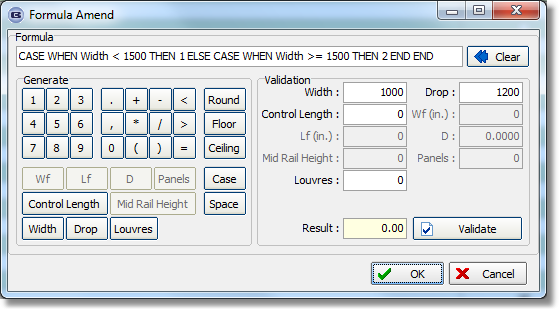 Formula Amend
Formula
CASE WHEN Width < 1500 THEN 1 ELSE CASE WHEN Width >= 1500 THEN 2 END END
Clear
Generate
1 2 3 . + - < Round
4 5 6 , * / > Floor
7 8 9 0 ( ) = Ceiling
Wf Lf D Panels Case
Control Length Mid Rail Height Space
Width Drop Louvres
Validation
Width : 1000 Drop : 1200
Control Length : 0 Wf (in.) : 0
Lf (in.) : 0 D : 0.0000
Mid Rail Height : 0 Panels : 0
Louvres : 0
Result : 0.00 Validate
OK Cancel